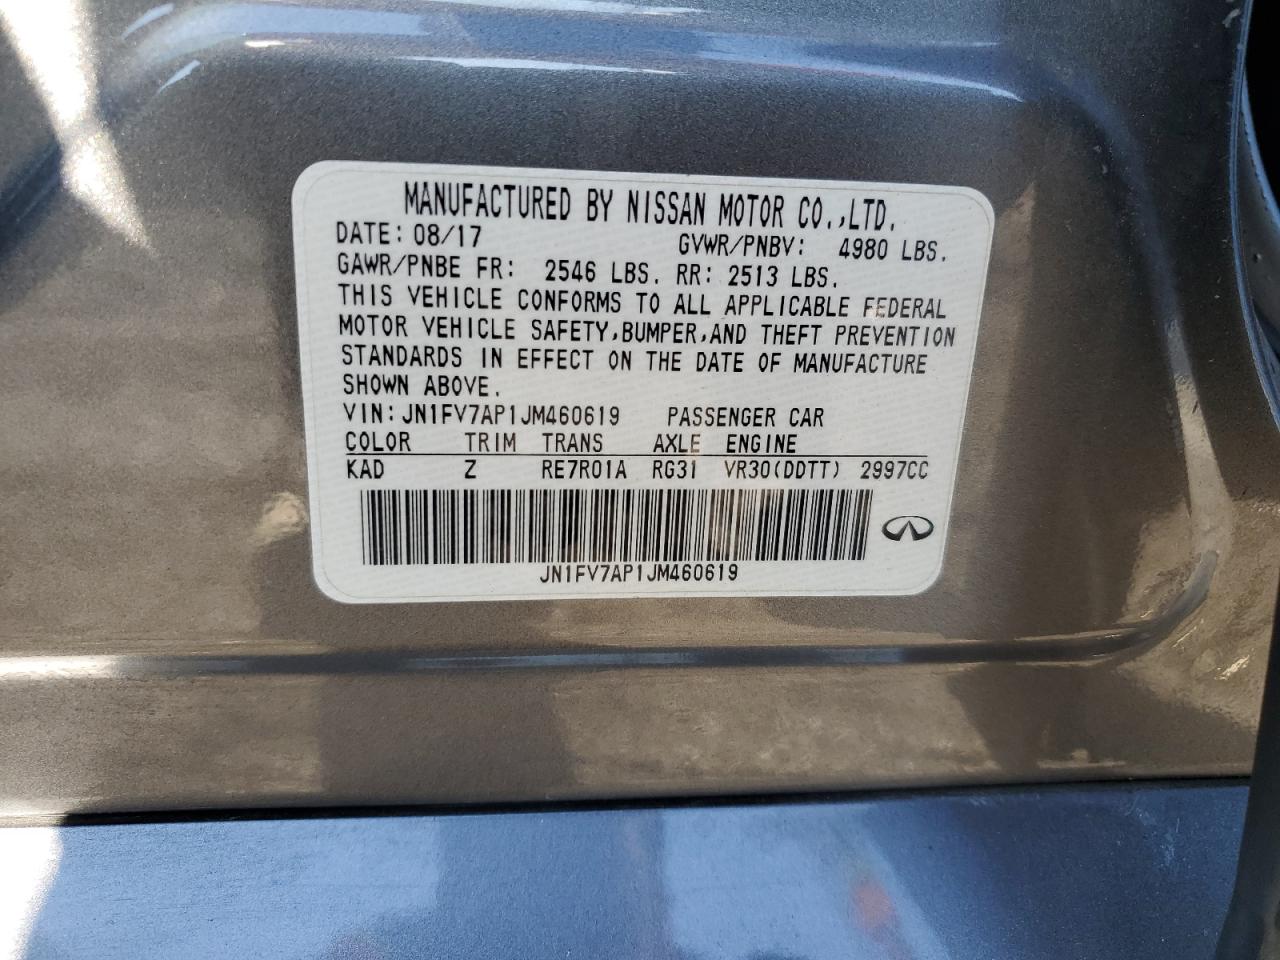 MANUFACTURED BY NISSAN MOTOR CO.,LTD.
DATE: 08/17 GVWR/PNBV: 4980 LBS.
GAWR/PNBE FR: 2546 LBS. RR: 2513 LBS.
THIS VEHICLE CONFORMS TO ALL APPLICABLE FEDERAL
MOTOR VEHICLE SAFETY,BUMPER,AND THEFT PREVENTION
STANDARDS IN EFFECT ON THE DATE OF MANUFACTURE
SHOWN ABOVE.
VIN:JN1FV7AP1JM460619 PASSENGER CAR
COLOR TRIM TRANS AXLE ENGINE
KAD Z RE7R01A RG31 VR30(DDTT) 2997CC
JN1FV7AP1JM460619